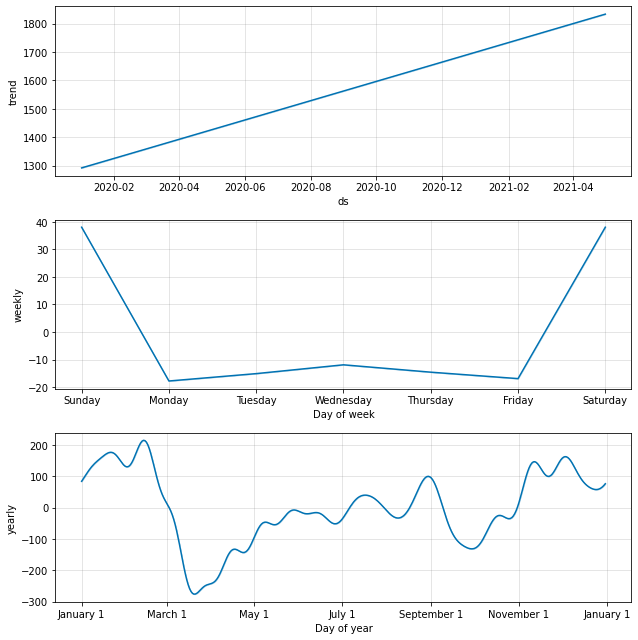 1800
1700
1600
1500
1400
1300
trend
2020-02 2020-04 2020-06 2020-08 2020-10 2020-12 2021-02 2021-04
ds
40
30
20
10
0
−10
−20
weekly
Sunday Monday Tuesday Wednesday Thursday Friday Saturday
Day of week
200
100
0
−100
−200
−300
yearly
January 1 March 1 May 1 July 1 September 1 November 1 January 1
Day of year